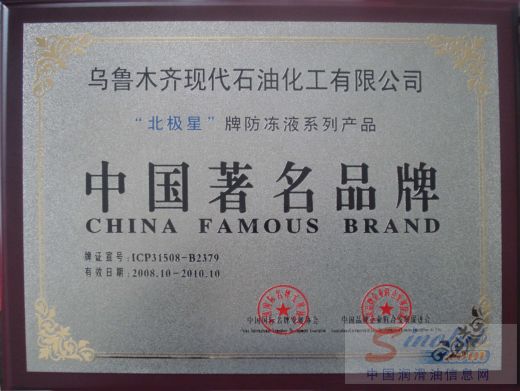 乌鲁木齐现代石油化工有限公司
"北极星"牌防冻液系列产品
中国著名品牌
CHINA FAMOUS BRAND
牌证宣号:ICP31508-B2379
有效日期:2008.10-2010.10
中国润滑油信息网